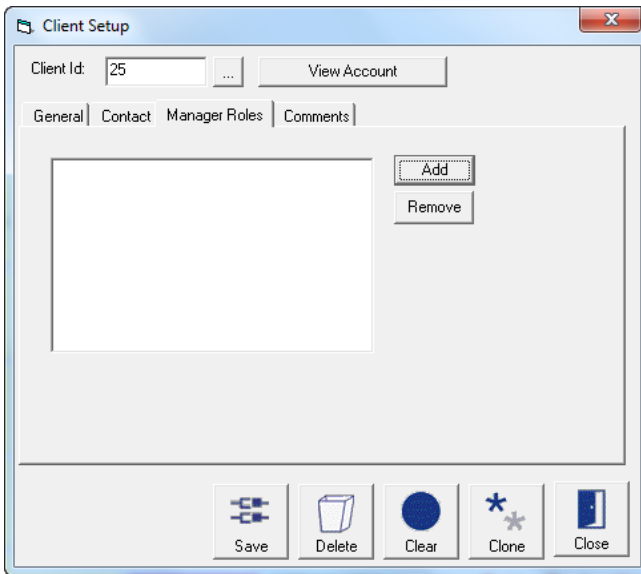 Client Setup
Client Id: 25 ... View Account
General Contact Manager Roles Comments
Add
Remove
Save Delete Clear Clone Close